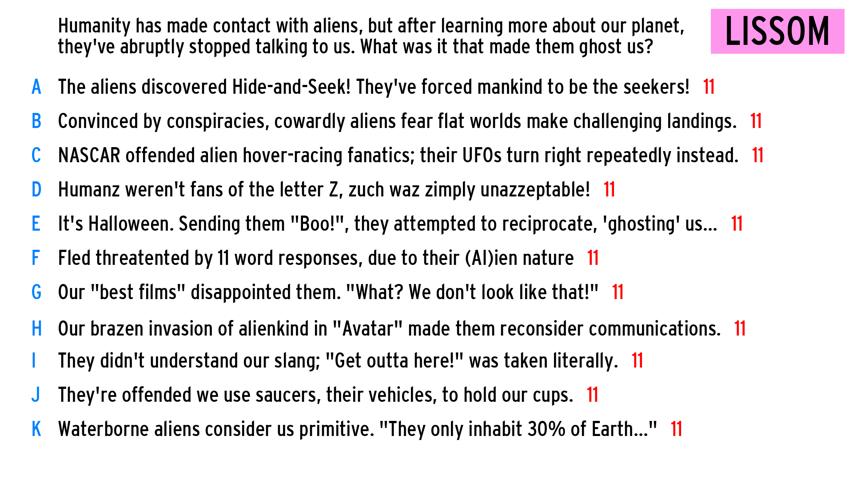 Humanity has made contact with aliens, but after learning more about our planet,
they've abruptly stopped talking to us. What was it that made them ghost us?
LISSOM
A The aliens discovered Hide-and-Seek! They've forced mankind to be the seekers! 11
B Convinced by conspiracies, cowardly aliens fear flat worlds make challenging landings. 11
C NASCAR offended alien hover-racing fanatics; their UFOs turn right repeatedly instead. 11
D Humanz weren't fans of the letter Z, zuch waz zimply unazzeptable! 11
E It's Halloween. Sending them "Boo!", they attempted to reciprocate, 'ghosting' us... 11
F Fled threatented by 11 word responses, due to their (AI)ien nature 11
G Our "best films" disappointed them. "What? We don't look like that!" 11
H Our brazen invasion of alienkind in "Avatar" made them reconsider communications. 11
I They didn't understand our slang; "Get outta here!" was taken literally. 11
J They're offended we use saucers, their vehicles, to hold our cups. 11
K Waterborne aliens consider us primitive. "They only inhabit 30% of Earth..." 11